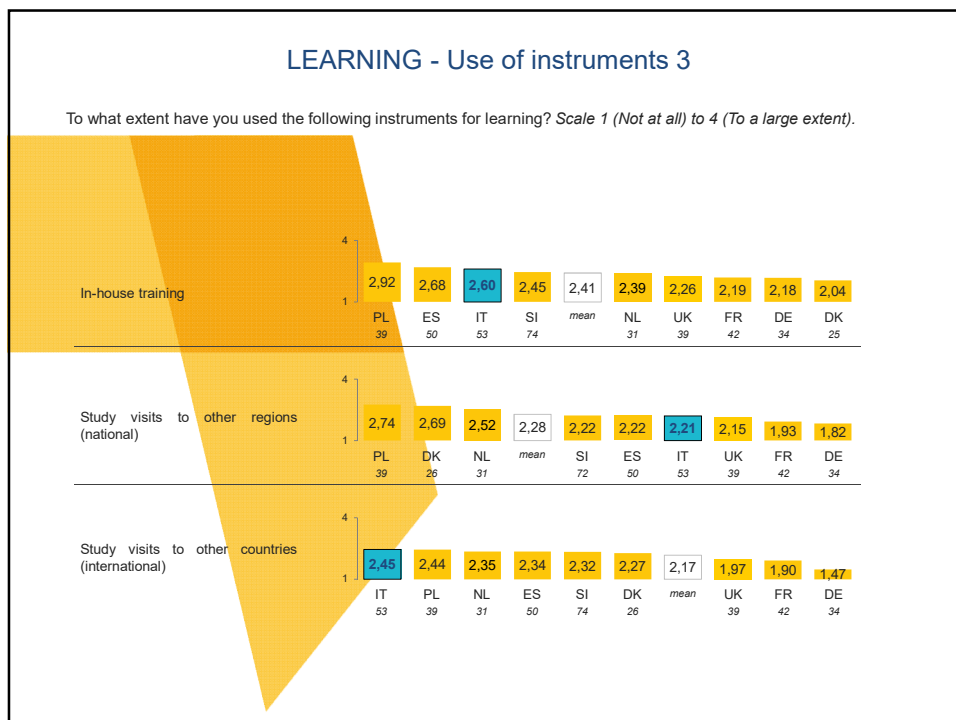 LEARNING - Use of instruments 3
To what extent have you used the following instruments for learning? Scale 1 (Not at all) to 4 (To a large extent).
4
In-house training
2,92 2,68 2,60 2,45 2,41 2,39 2,26 2,19 2,18 2,04
1
PL ES IT SI mean NL UK FR DE DK
39 50 53 74 31 39 42 34 25
4
Study visits to other regions
(national)
2,74 2,69 2,52 2,28 2,22 2,22 2,21 2,15 1,93 1,82
1
PL DK NL mean SI ES IT UK FR DE
39 26 31 72 50 53 39 42 34
4
Study visits to other countries
(international)
2,45 2,44 2,35 2,34 2,32 2,27 2,17 1,97 1,90 1,47
1
IT PL NL ES SI DK mean UK FR DE
53 39 31 50 74 26 39 42 34